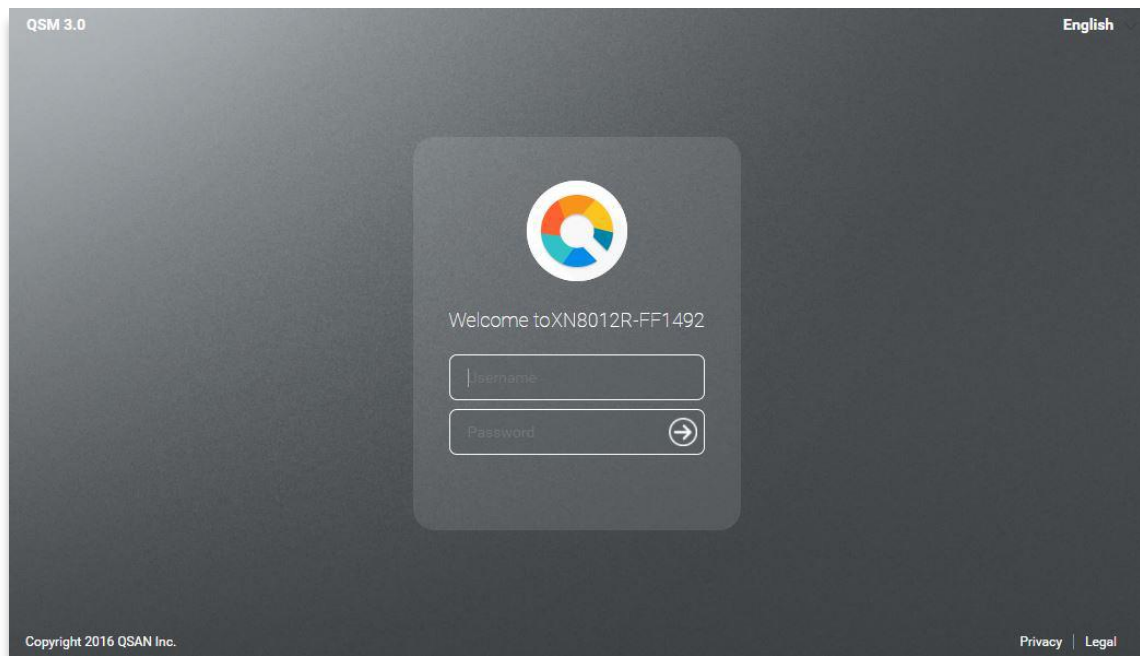 QSM 3.0
English
Welcome toXN8012R-FF1492
Username
Password
Copyright 2016 QSAN Inc.
Privacy | Legal